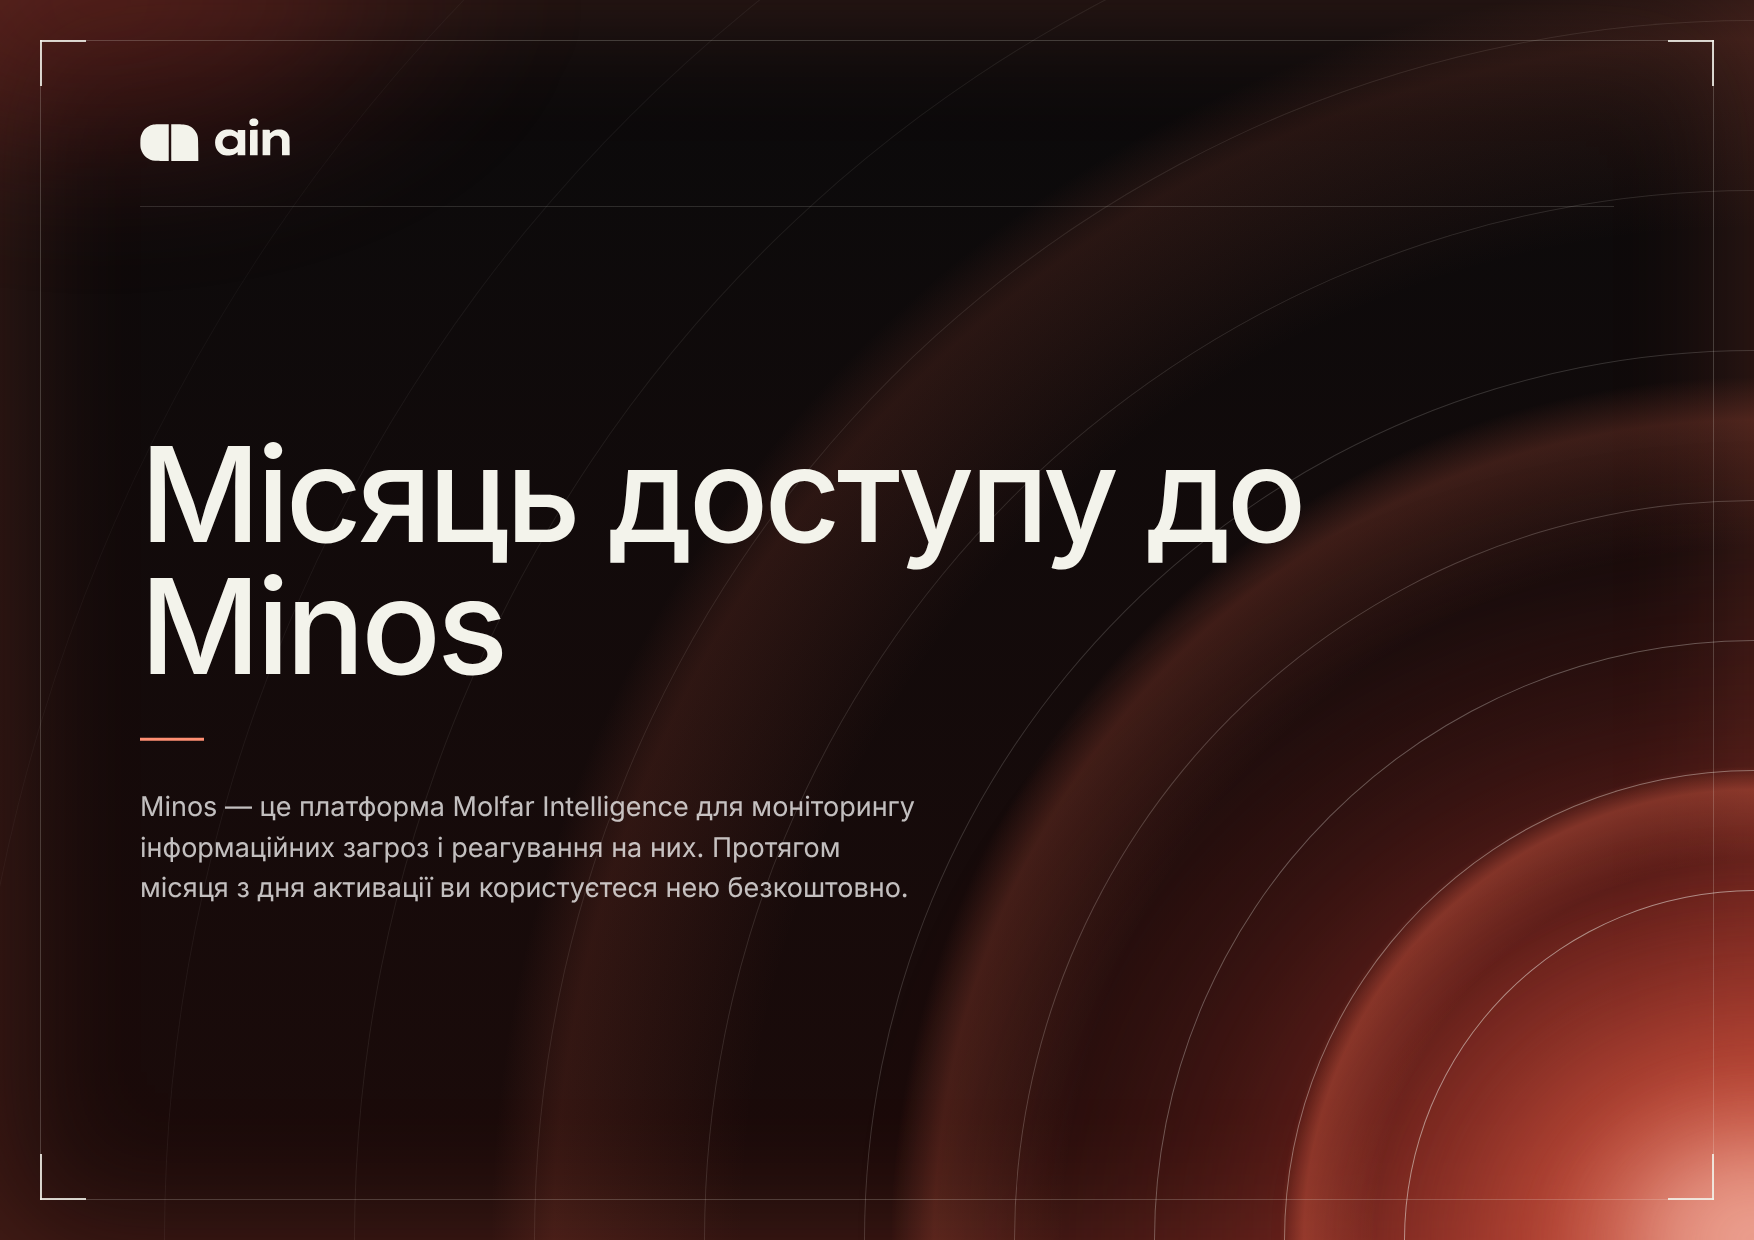 ain
Місяць доступу до
Minos
Minos — це платформа Molfar Intelligence для моніторингу
інформаційних загроз і реагування на них. Протягом
місяця з дня активації ви користуєтеся нею безкоштовно.